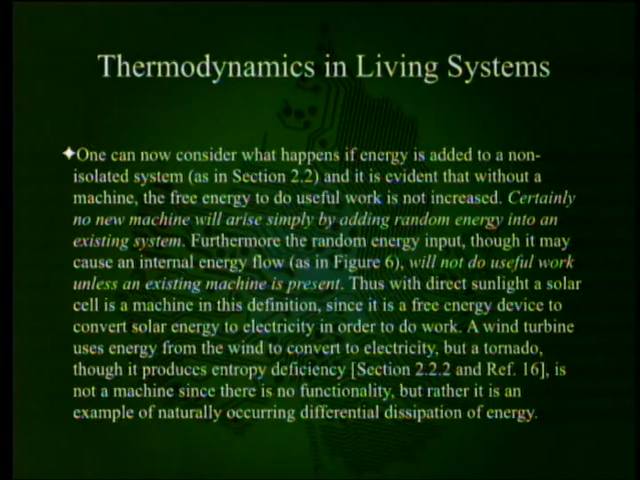 Thermodynamics in Living Systems
One can now consider what happens if energy is added to a non-
isolated system (as in Section 2.2) and it is evident that without a
machine, the free energy to do useful work is not increased. Certainly
no new machine will arise simply by adding random energy into an
existing system. Furthermore the random energy input, though it may
cause an internal energy flow (as in Figure 6), will not do useful work
unless an existing machine is present. Thus with direct sunlight a solar
cell is a machine in this definition, since it is a free energy device to
convert solar energy to electricity in order to do work. A wind turbine
uses energy from the wind to convert to electricity, but a tornado,
though it produces entropy deficiency [Section 2.2.2 and Ref. 16], is
not a machine since there is no functionality, but rather it is an
example of naturally occurring differential dissipation of energy.